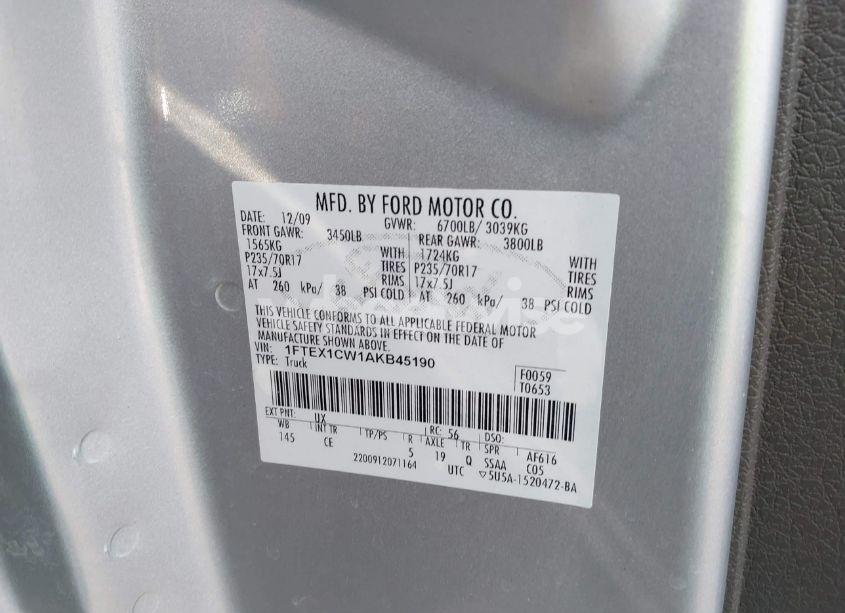 MFD. BY FORD MOTOR CO.
DATE: 12/09 GVWR: 6700LB/ 3039KG
FRONT GAWR: 3450LB REAR GAWR: 3800LB
1565KG WITH 1724KG WITH
P235/70R17 TIRES P235/70R17 TIRES
17x7.5J RIMS 17x7.5J RIMS
AT 260 kPa/ 38 PSI COLD AT 260 kPa/ 38 PSI COLD
THIS VEHICLE CONFORMS TO ALL APPLICABLE FEDERAL MOTOR
VEHICLE SAFETY STANDARDS IN EFFECT ON THE DATE OF
MANUFACTURE SHOWN ABOVE.
VIN: 1FTEX1CW1AKB45190
TYPE: Truck
F0059
T0653
EXT PNT: UX RC: 56 DSO:
WB INT TR TP/PS R AXLE TR SPR AF616
145 CE 5 19 Q SSAA C05
2200912071164 UTC ▽5U5A-1520472-BA